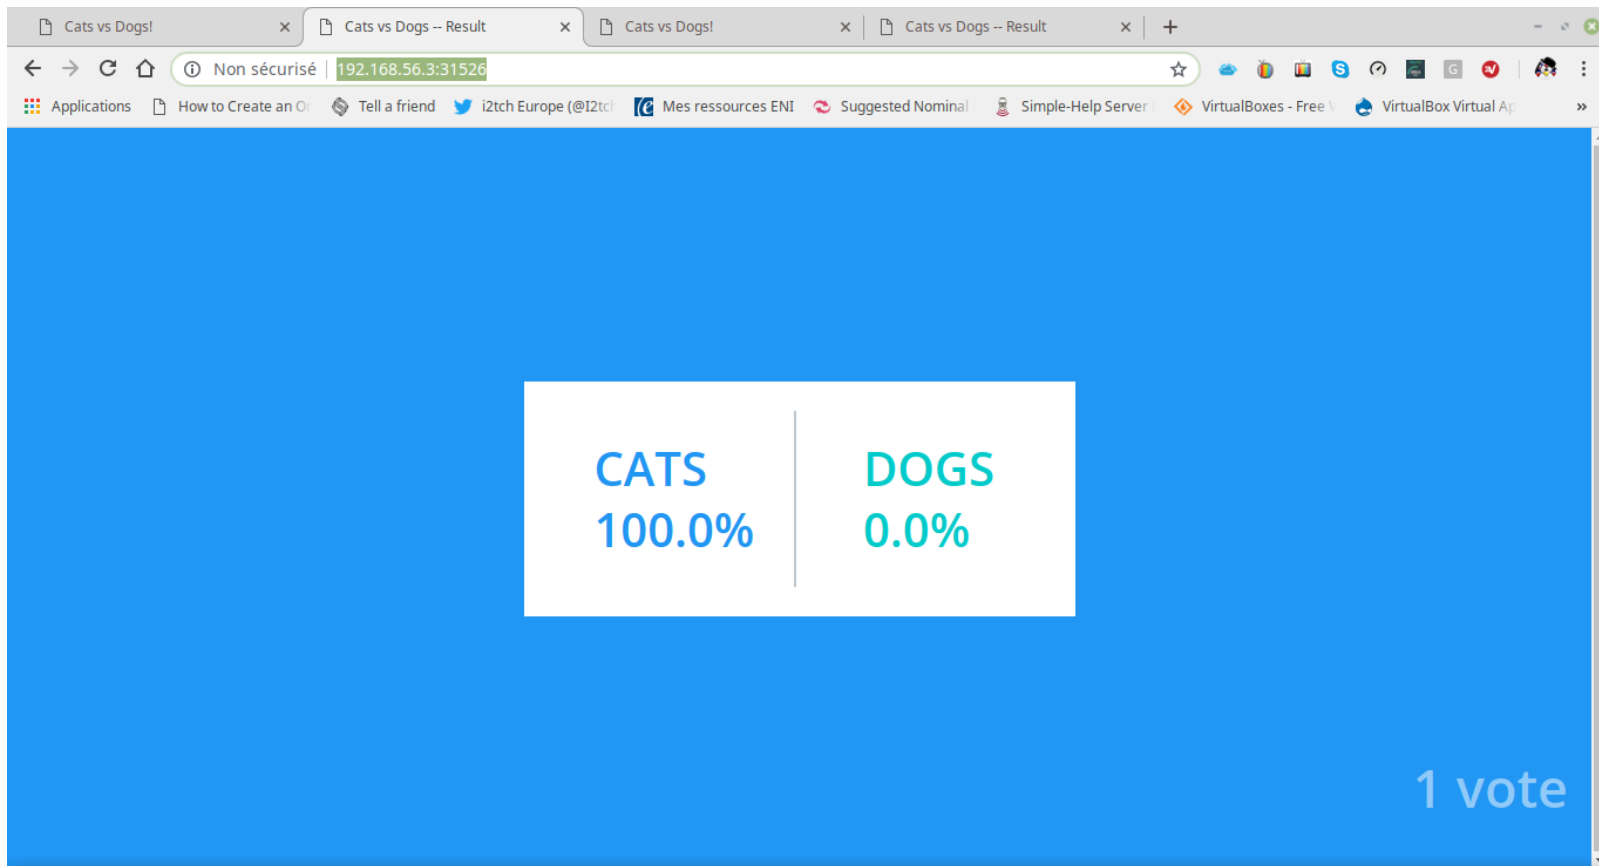 Cats vs Dogs! Cats vs Dogs -- Result Cats vs Dogs! Cats vs Dogs -- Result
Non sécurisé 192.168.56.3:31526
Applications How to Create an Tell a friend i2tch Europe (@I2tc Mes ressources ENI Suggested Nominal Simple-Help Server VirtualBoxes - Free VirtualBox Virtual Ap »
CATS
100.0%
DOGS
0.0%
1 vote